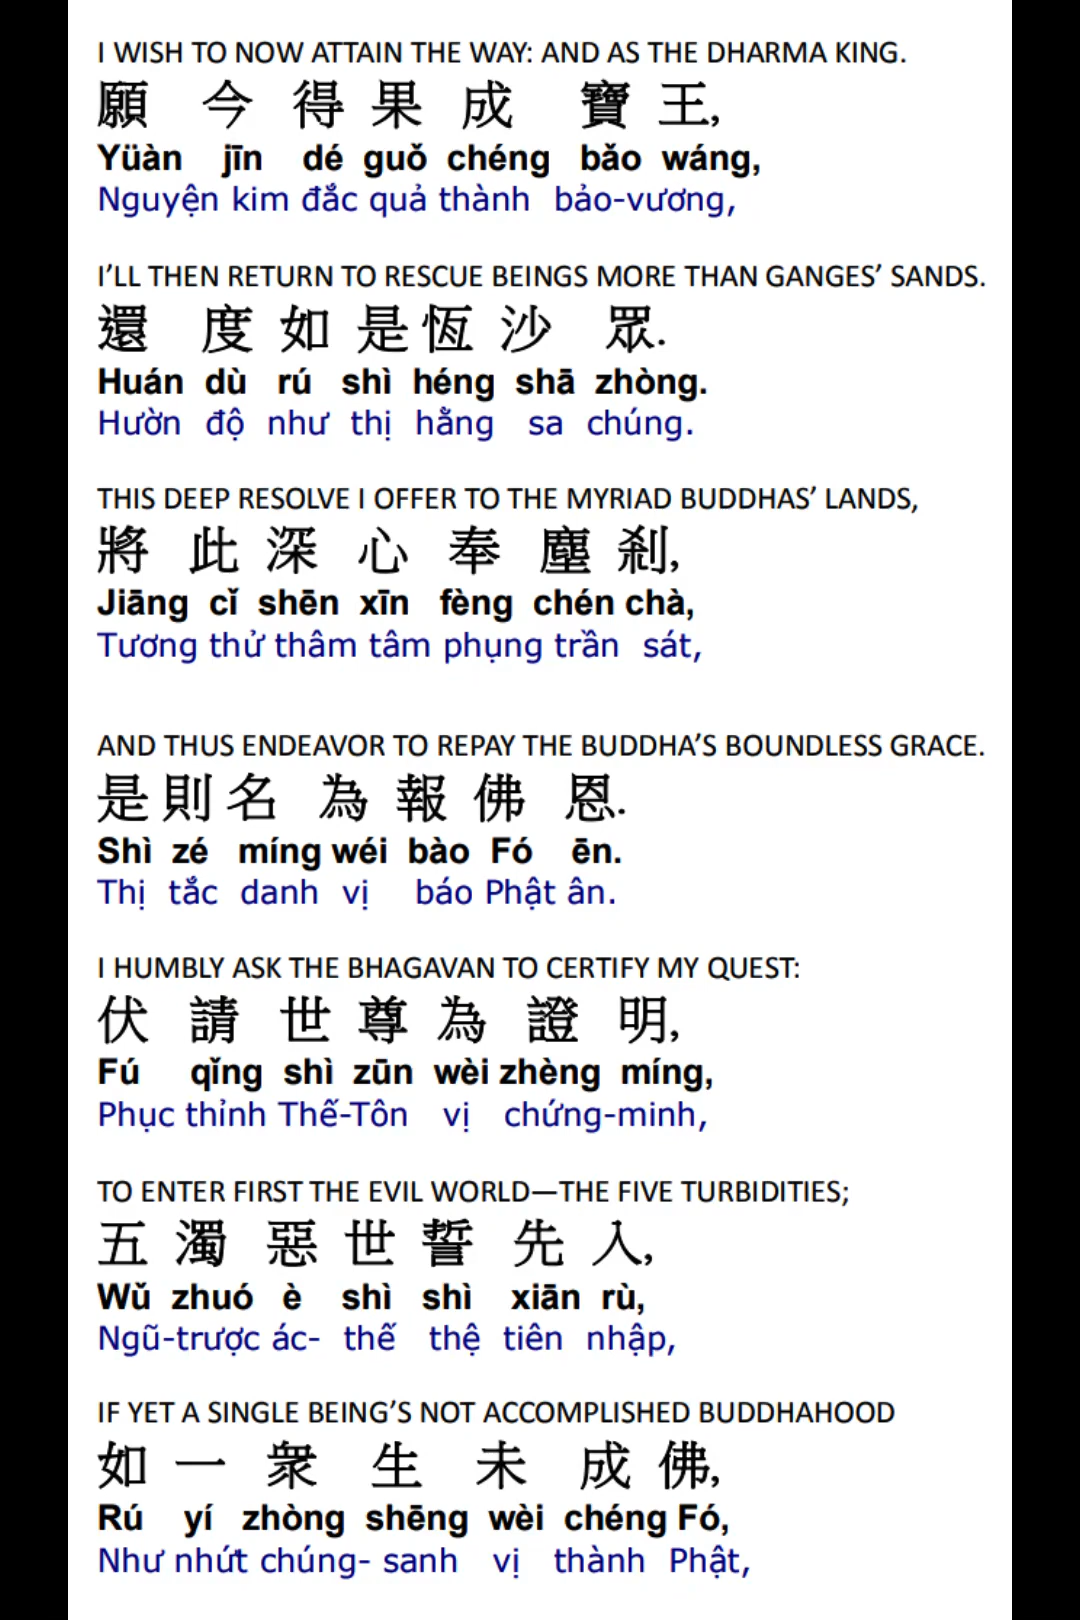 I WISH TO NOW ATTAIN THE WAY: AND AS THE DHARMA KING.
願 今 得 果 成 寶 王,
Yüàn jīn dé guǒ chéng bǎo wáng,
Nguyện kim đắc quả thành bảo-vương,
I’LL THEN RETURN TO RESCUE BEINGS MORE THAN GANGES’ SANDS.
還 度 如 是 恆 沙 眾.
Huán dù rú shì héng shā zhòng.
Hườn độ như thị hằng sa chúng.
THIS DEEP RESOLVE I OFFER TO THE MYRIAD BUDDHAS’ LANDS,
將 此 深 心 奉 塵 剎,
Jiāng cǐ shēn xīn fèng chén chà,
Tương thử thâm tâm phụng trần sát,
AND THUS ENDEAVOR TO REPAY THE BUDDHA’S BOUNDLESS GRACE.
是 則 名 為 報 佛 恩.
Shì zé míng wéi bào Fó ēn.
Thị tắc danh vị báo Phật ân.
I HUMBLY ASK THE BHAGAVAN TO CERTIFY MY QUEST:
伏 請 世 尊 為 證 明,
Fú qǐng shì zūn wèi zhèng míng,
Phục thỉnh Thế-Tôn vị chứng-minh,
TO ENTER FIRST THE EVIL WORLD—THE FIVE TURBIDITIES;
五 濁 惡 世 誓 先 入,
Wǔ zhuó è shì shì xiān rù,
Ngũ-trược ác- thế thệ tiên nhập,
IF YET A SINGLE BEING’S NOT ACCOMPLISHED BUDDHAHOOD
如 一 衆 生 未 成 佛,
Rú yí zhòng shēng wèi chéng Fó,
Như nhứt chúng- sanh vị thành Phật,